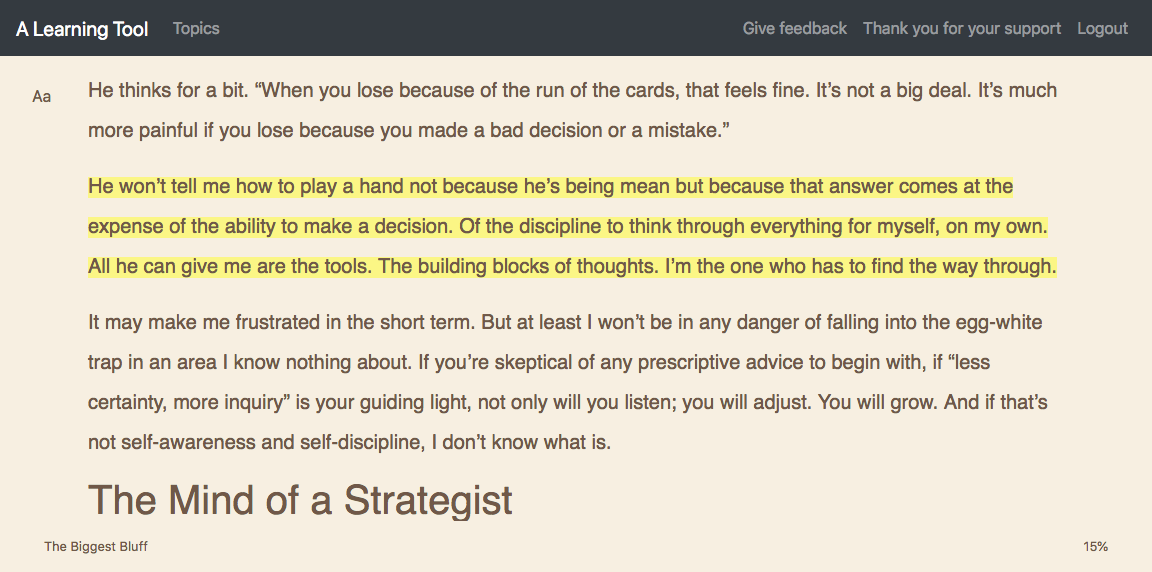 A Learning Tool Topics Give feedback Thank you for your support Logout
Aa
He thinks for a bit. “When you lose because of the run of the cards, that feels fine. It’s not a big deal. It’s much
more painful if you lose because you made a bad decision or a mistake.”
He won’t tell me how to play a hand not because he’s being mean but because that answer comes at the
expense of the ability to make a decision. Of the discipline to think through everything for myself, on my own.
All he can give me are the tools. The building blocks of thoughts. I’m the one who has to find the way through.
It may make me frustrated in the short term. But at least I won’t be in any danger of falling into the egg-white
trap in an area I know nothing about. If you’re skeptical of any prescriptive advice to begin with, if “less
certainty, more inquiry” is your guiding light, not only will you listen; you will adjust. You will grow. And if that’s
not self-awareness and self-discipline, I don’t know what is.
The Mind of a Strategist
The Biggest Bluff 15%